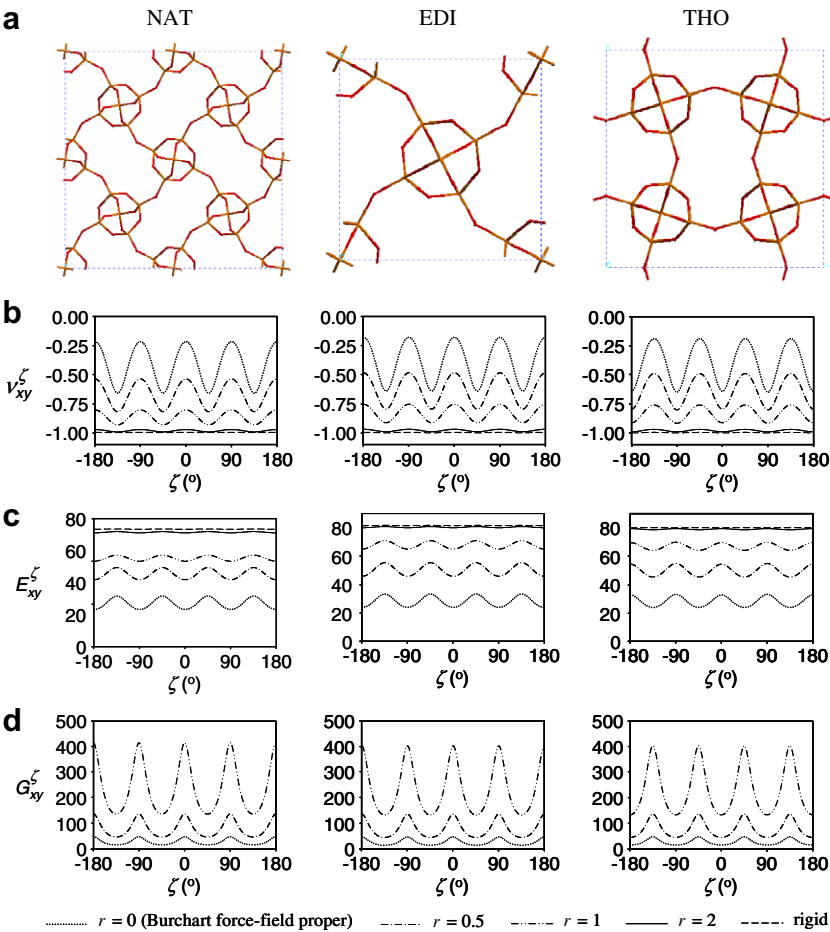 a NAT EDI THO
b
ν^ζ_xy
0.00 0.00 0.00
-0.25 -0.25 -0.25
-0.50 -0.50 -0.50
-0.75 -0.75 -0.75
-1.00 -1.00 -1.00
-180 -90 0 90 180 -180 -90 0 90 180 -180 -90 0 90 180
ζ (o) ζ (o) ζ (o)
c
E^ζ_xy
80 80 80
60 60 60
40 40 40
20 20 20
0 0 0
-180 -90 0 90 180 -180 -90 0 90 180 -180 -90 0 90 180
ζ (o) ζ (o) ζ (o)
d
G^ζ_xy
500 500 500
400 400 400
300 300 300
200 200 200
100 100 100
0 0 0
-180 -90 0 90 180 -180 -90 0 90 180 -180 -90 0 90 180
ζ (o) ζ (o) ζ (o)
r = 0 (Burchart force-field proper) r = 0.5 r = 1 r = 2 rigid